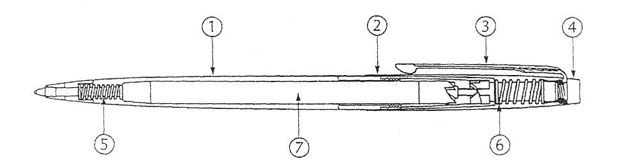 ① ② ③ ④
⑤ ⑦ ⑥